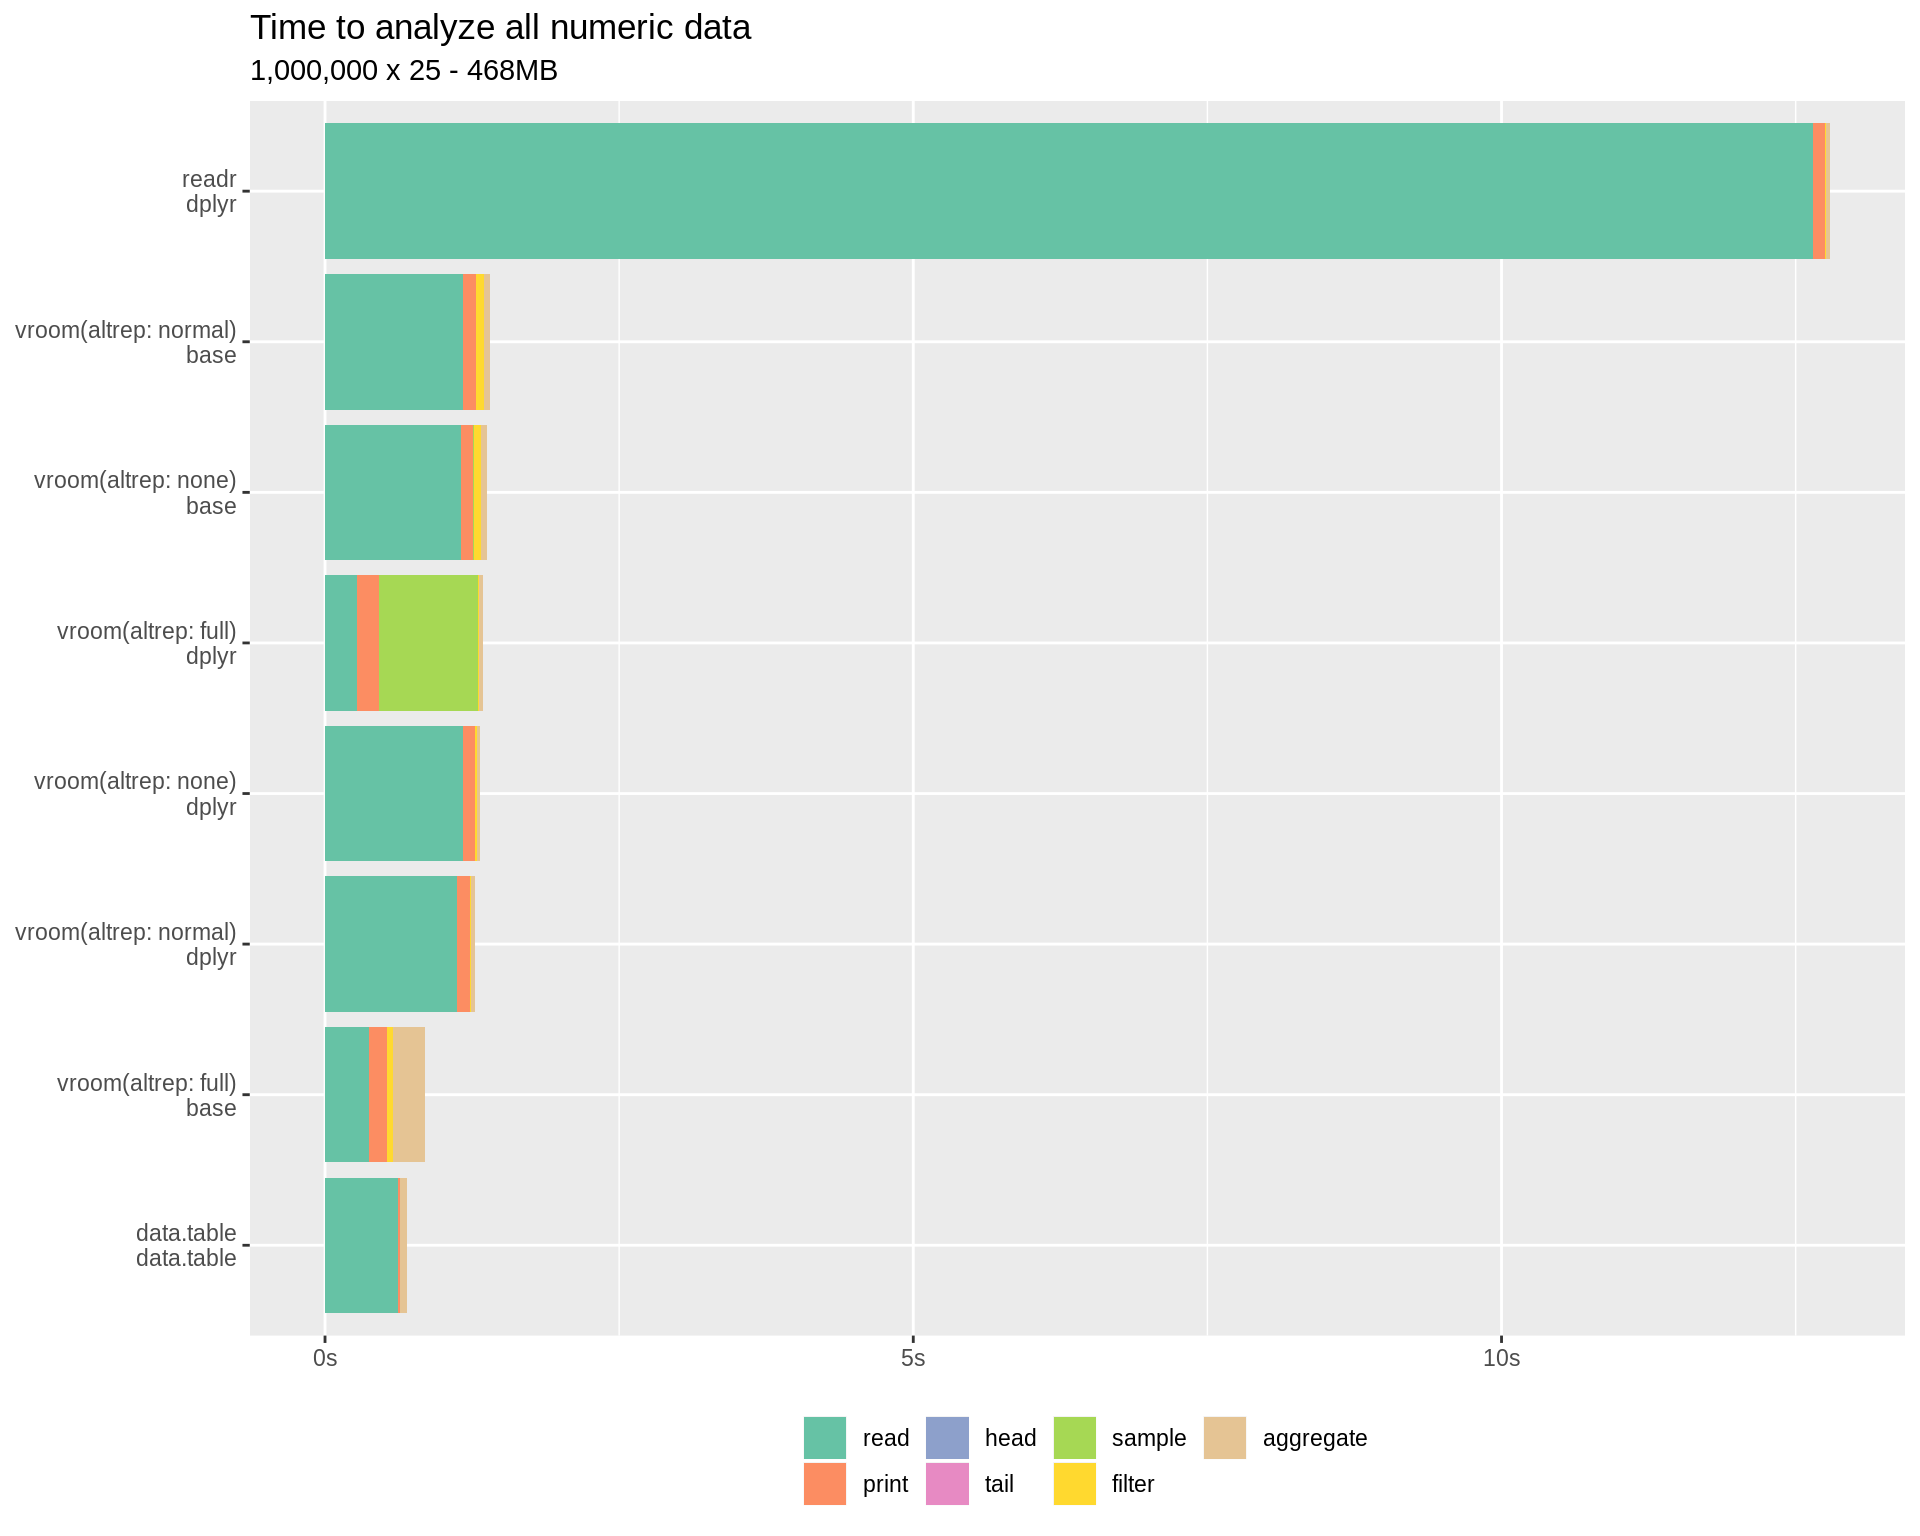 Time to analyze all numeric data
1,000,000 x 25 - 468MB
readr
dplyr
vroom(altrep: normal)
base
vroom(altrep: none)
base
vroom(altrep: full)
dplyr
vroom(altrep: none)
dplyr
vroom(altrep: normal)
dplyr
vroom(altrep: full)
base
data.table
data.table
0s 5s 10s
read head sample aggregate
print tail filter